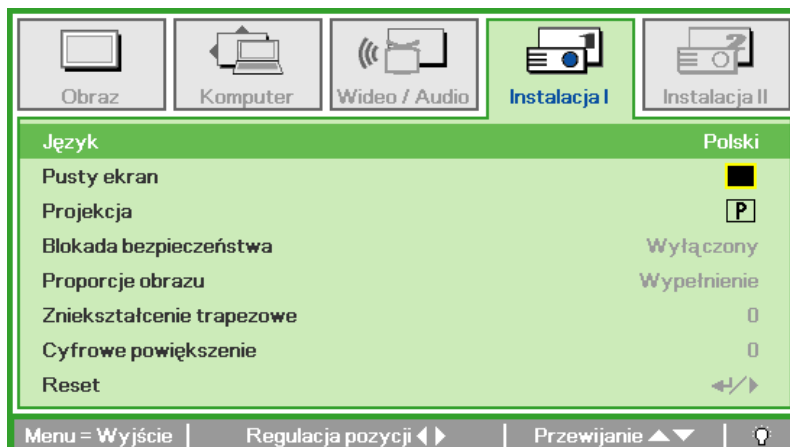 Obraz
Komputer
Wideo / Audio
Instalacja I
Instalacja II
Język Polski
Pusty ekran
Projekcja P
Blokada bezpieczeństwa Wyłączony
Proporcje obrazu Wypełnienie
Zniekształcenie trapezowe 0
Cyfrowe powiększenie 0
Reset
Menu = Wyjście | Regulacja pozycji | Przewijanie |